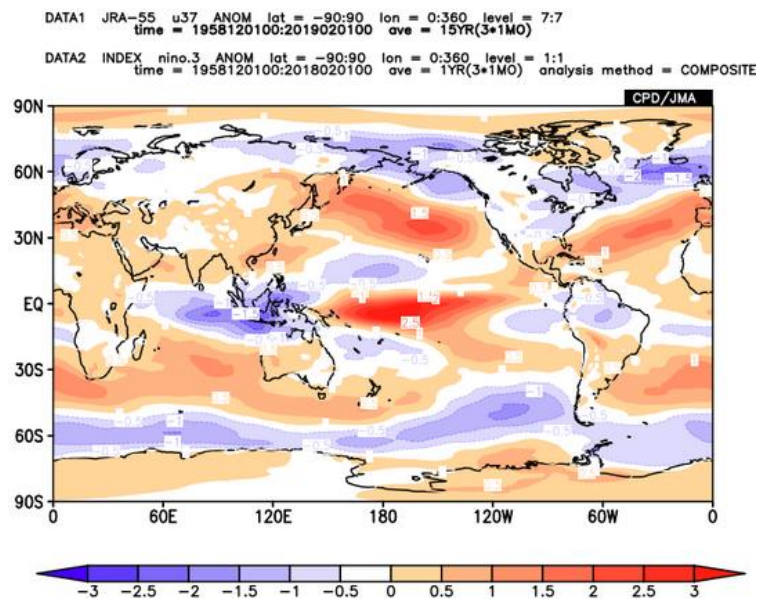 DATA1 JRA-55 u37 ANOM lat = -90:90 lon = 0:360 level = 7:7
time = 1958120100:2019020100 ave = 15YR(3*1MO)
DATA2 INDEX nino.3 ANOM lat = -90:90 lon = 0:360 level = 1:1
time = 1958120100:2018020100 ave = 1YR(3*1MO) analysis method = COMPOSITE
CPD/JMA
90N
60N
30N
EQ
30S
60S
90S
0 60E 120E 180 120W 60W 0
-3 -2.5 -2 -1.5 -1 -0.5 0 0.5 1 1.5 2 2.5 3